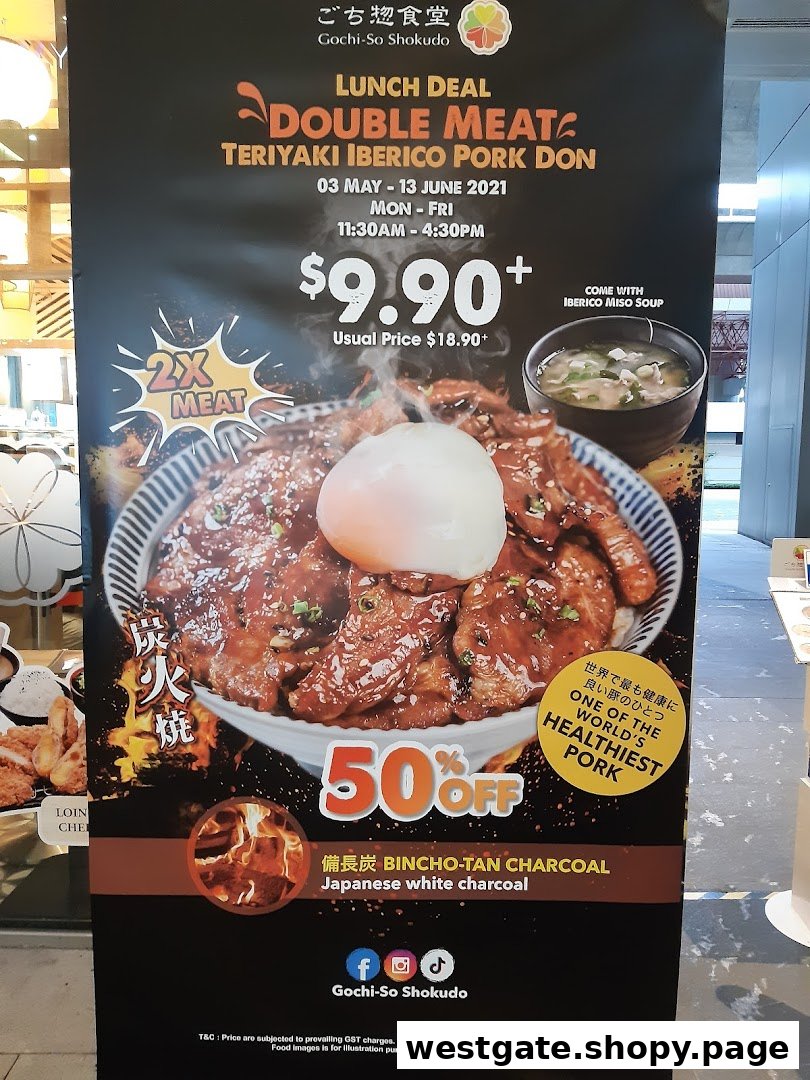 ごち惣食堂
Gochi-So Shokudo
LUNCH DEAL
DOUBLE MEAT
TERIYAKI IBERICO PORK DON
03 MAY - 13 JUNE 2021
MON - FRI
11:30AM - 4:30PM
$9.90+
Usual Price $18.90+
COME WITH
IBERICO MISO SOUP
2X
MEAT
炭火焼
世界で最も健康に
良い豚のひとつ
ONE OF THE
WORLD'S
HEALTHIEST
PORK
50% OFF
LOIN
備長炭 BINCHO-TAN CHARCOAL
Japanese white charcoal
Gochi-So Shokudo
T&C : Price are subjected to prevailing GST charges.
Food images is for illustration
westgate.shopy.page